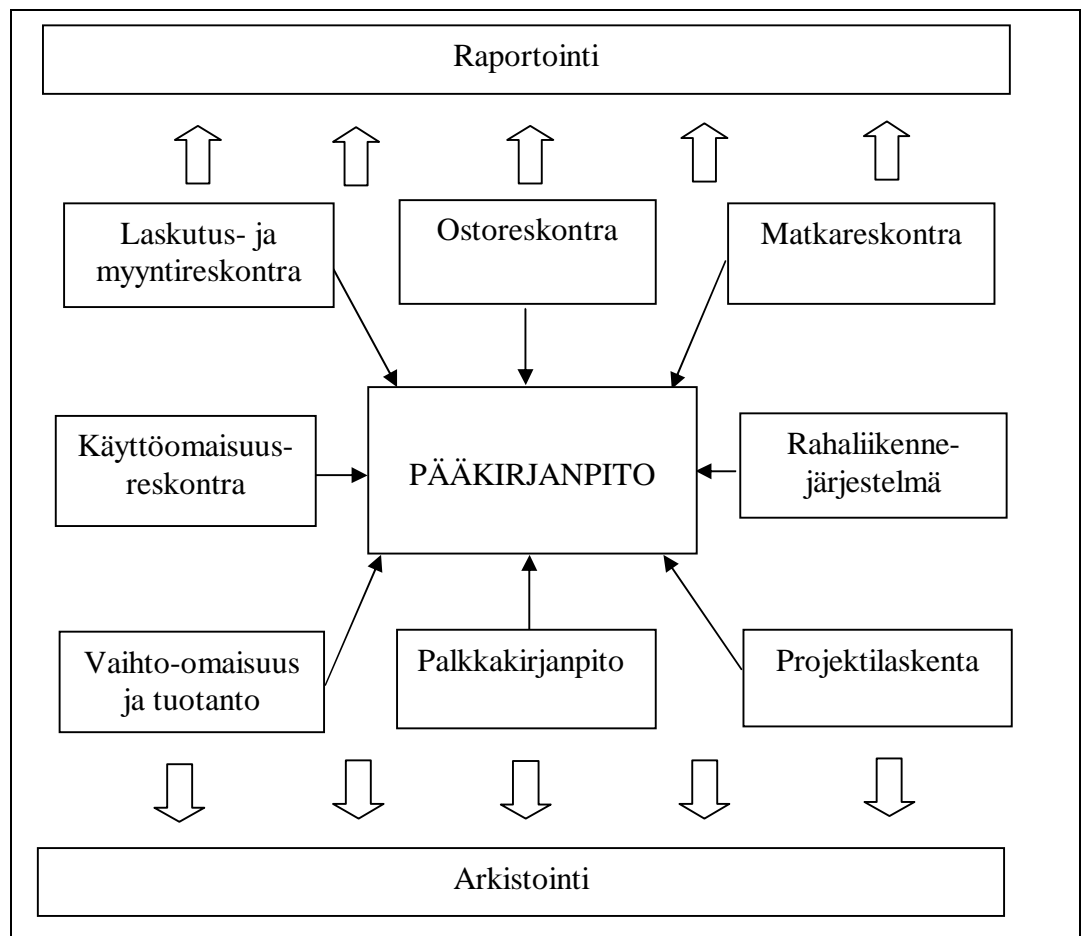 Raportointi
Laskutus- ja
myyntireskontra
Ostoreskontra
Matkareskontra
Käyttöomaisuus-
reskontra
PÄÄKIRJANPITO
Rahaliikenne-
järjestelmä
Vaihto-omaisuus
ja tuotanto
Palkkakirjanpito
Projektilaskenta
Arkistointi